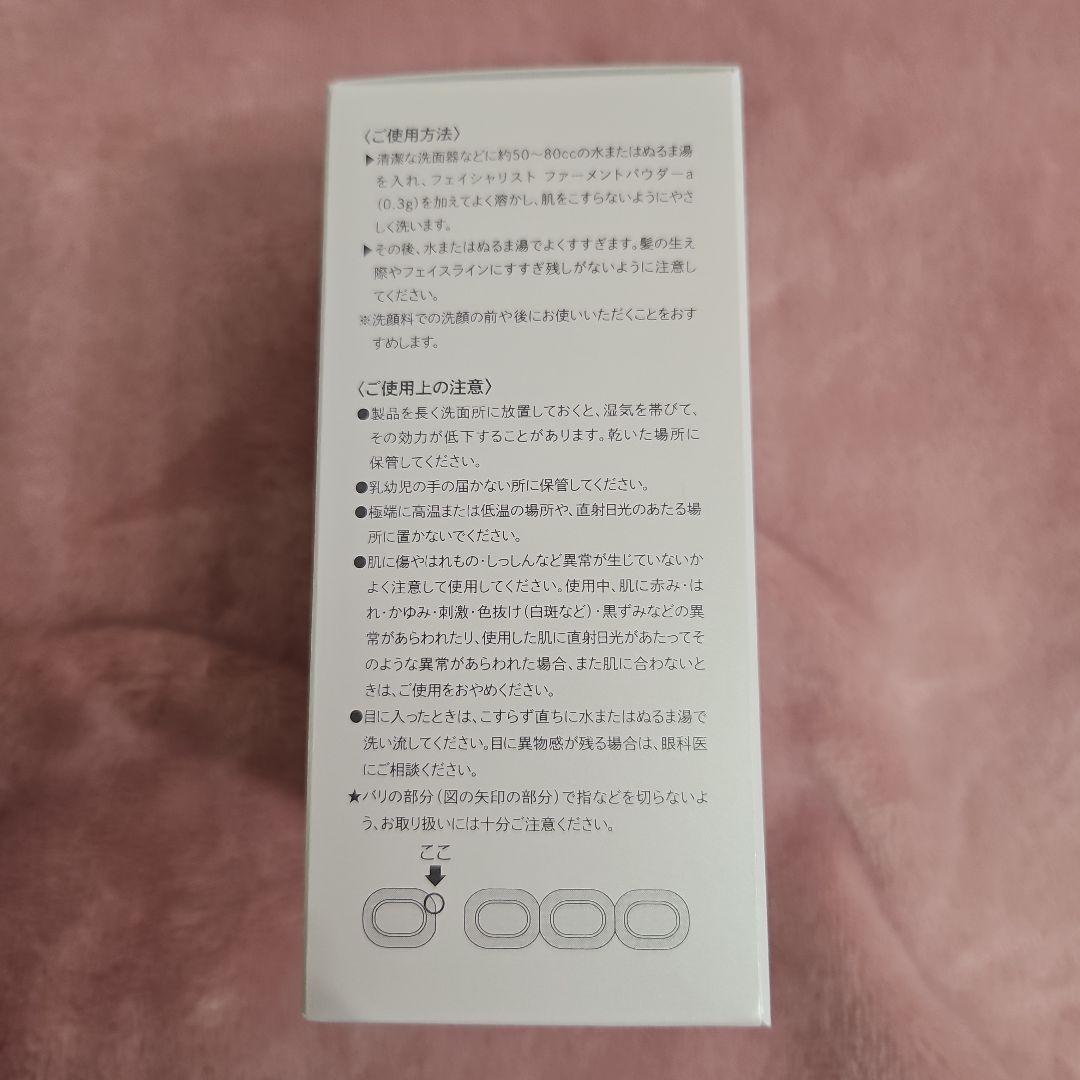 〈ご使用方法〉
▶清潔な洗面器などに約50～80ccの水またはぬるま湯
を入れ、フェイシャリスト ファーメントパウダーa
(0.3g)を加えてよく溶かし、肌をこすらないようにやさ
しく洗います。
▶その後、水またはぬるま湯でよくすすぎます。髪の生え
際やフェイスラインにすすぎ残しがないように注意し
てください。
※洗顔料での洗顔の前や後にお使いいただくことをおす
すめします。
〈ご使用上の注意〉
●製品を長く洗面所に放置しておくと、湿気を帯びて、
その効力が低下することがあります。乾いた場所に
保管してください。
●乳幼児の手の届かない所に保管してください。
●極端に高温または低温の場所や、直射日光のあたる場
所に置かないでください。
●肌に傷やはれもの・しっしんなど異常が生じていないか
よく注意して使用してください。使用中、肌に赤み・は
れ・かゆみ・刺激・色抜け(白斑など)・黒ずみなどの異
常があらわれたり、使用した肌に直射日光があたってそ
のような異常があらわれた場合、また肌に合わないと
きは、ご使用をおやめください。
●目に入ったときは、こすらず直ちに水またはぬるま湯で
洗い流してください。目に異物感が残る場合は、眼科医
にご相談ください。
★バリの部分(図の矢印の部分)で指などを切らないよ
う、お取り扱いには十分ご注意ください。
ここ